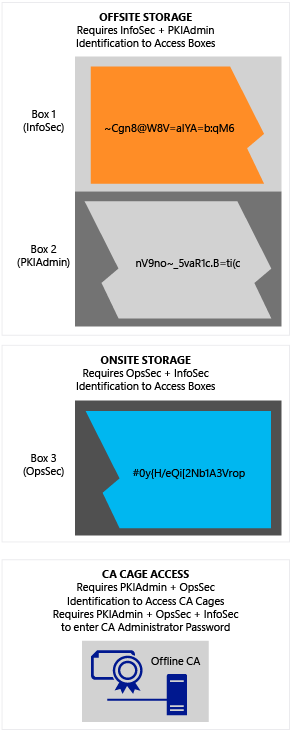 OFFSITE STORAGE
Requires InfoSec + PKIAdmin
Identification to Access Boxes
Box 1
(InfoSec)
~Cgn8@W8V=aIYA=b:qM6
Box 2
(PKIAdmin)
nV9no~_5vaR1c.B=ti(c
ONSITE STORAGE
Requires OpsSec + InfoSec
Identification to Access Boxes
Box 3
(OpsSec)
#0y{H/eQi[2Nb1A3Vrop
CA CAGE ACCESS
Requires PKIAdmin + OpsSec
Identification to Access CA Cages
Requires PKIAdmin + OpsSec + InfoSec
to enter CA Administrator Password
Offline CA